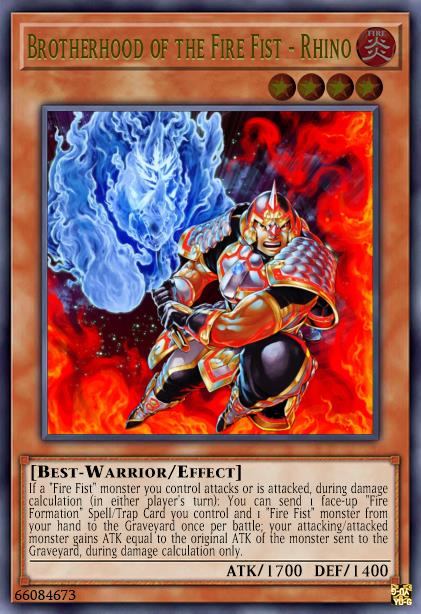 BROTHERHOOD OF THE FIRE FIST - RHINO
FIRE
炎
[BEST-WARRIOR/EFFECT]
If a "Fire Fist" monster you control attacks or is attacked, during damage
calculation (in either player's turn): You can send 1 face-up "Fire
Formation" Spell/Trap Card you control and 1 "Fire Fist" monster from
your hand to the Graveyard once per battle; your attacking/attacked
monster gains ATK equal to the original ATK of the monster sent to the
Graveyard, during damage calculation only.
ATK/1700 DEF/1400
66084673